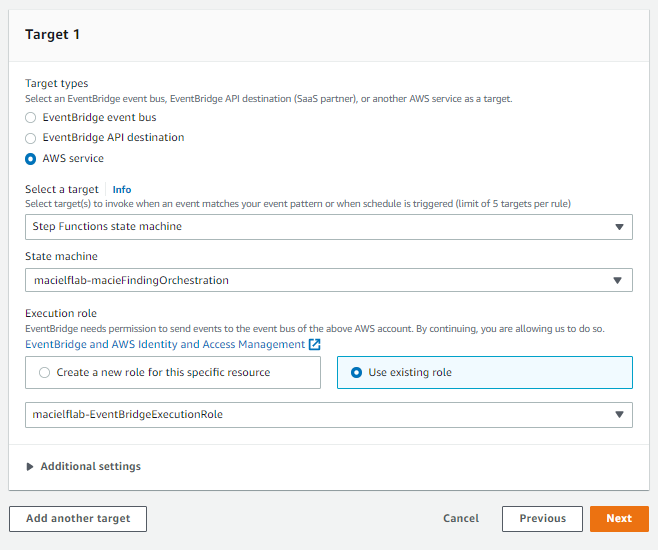 Target 1
Target types
Select an EventBridge event bus, EventBridge API destination (SaaS partner), or another AWS service as a target.
EventBridge event bus
EventBridge API destination
AWS service
Select a target Info
Select target(s) to invoke when an event matches your event pattern or when schedule is triggered (limit of 5 targets per rule)
Step Functions state machine
State machine
macielflab-macieFindingOrchestration
Execution role
EventBridge needs permission to send events to the event bus of the above AWS account. By continuing, you are allowing us to do so.
EventBridge and AWS Identity and Access Management
Create a new role for this specific resource
Use existing role
macielflab-EventBridgeExecutionRole
Additional settings
Add another target
Cancel
Previous
Next